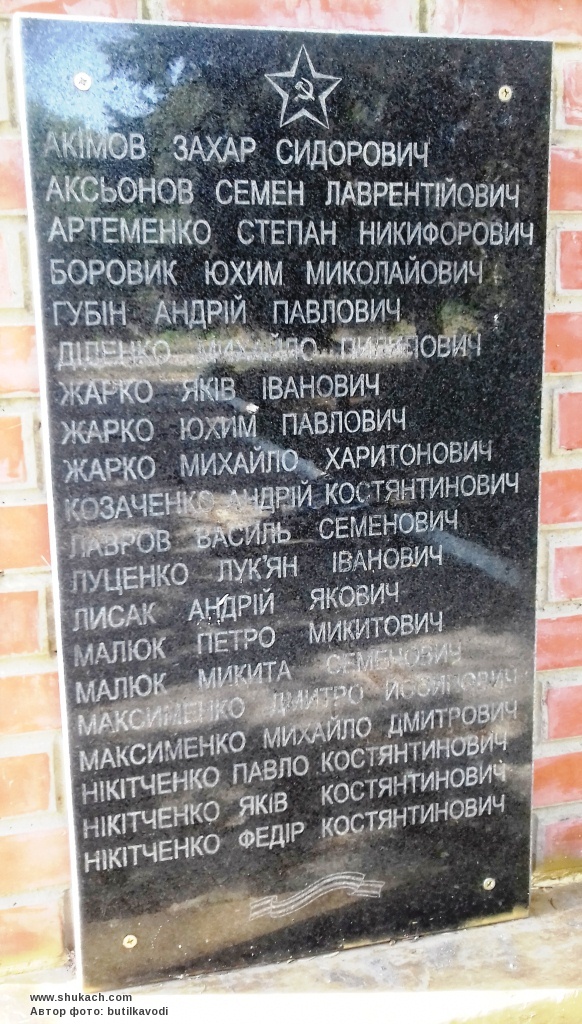 АКІМОВ ЗАХАР СИДОРОВИЧ
АКСЬОНОВ СЕМЕН ЛАВРЕНТІЙОВИЧ
АРТЕМЕНКО СТЕПАН НИКИФОРОВИЧ
БОРОВИК ЮХИМ МИКОЛАЙОВИЧ
ГУБІН АНДРІЙ ПАВЛОВИЧ
ДІДЕНКО МИХАЙЛО ПИЛИПОВИЧ
ЖАРКО ЯКІВ ІВАНОВИЧ
ЖАРКО ЮХИМ ПАВЛОВИЧ
ЖАРКО МИХАЙЛО ХАРИТОНОВИЧ
КОЗАЧЕНКО АНДРІЙ КОСТЯНТИНОВИЧ
ЛАВРОВ ВАСИЛЬ СЕМЕНОВИЧ
ЛУЦЕНКО ЛУК'ЯН ІВАНОВИЧ
ЛИСАК АНДРІЙ ЯКОВИЧ
МАЛЮК ПЕТРО МИКИТОВИЧ
МАЛЮК МИКИТА СЕМЕНОВИЧ
МАКСИМЕНКО ДМИТРО ЙОСИПОВИЧ
МАКСИМЕНКО МИХАЙЛО ДМИТРОВИЧ
НІКІТЧЕНКО ПАВЛО КОСТЯНТИНОВИЧ
НІКІТЧЕНКО ЯКІВ КОСТЯНТИНОВИЧ
НІКІТЧЕНКО ФЕДІР КОСТЯНТИНОВИЧ
www.shukach.com
Автор фото: butilkavodi